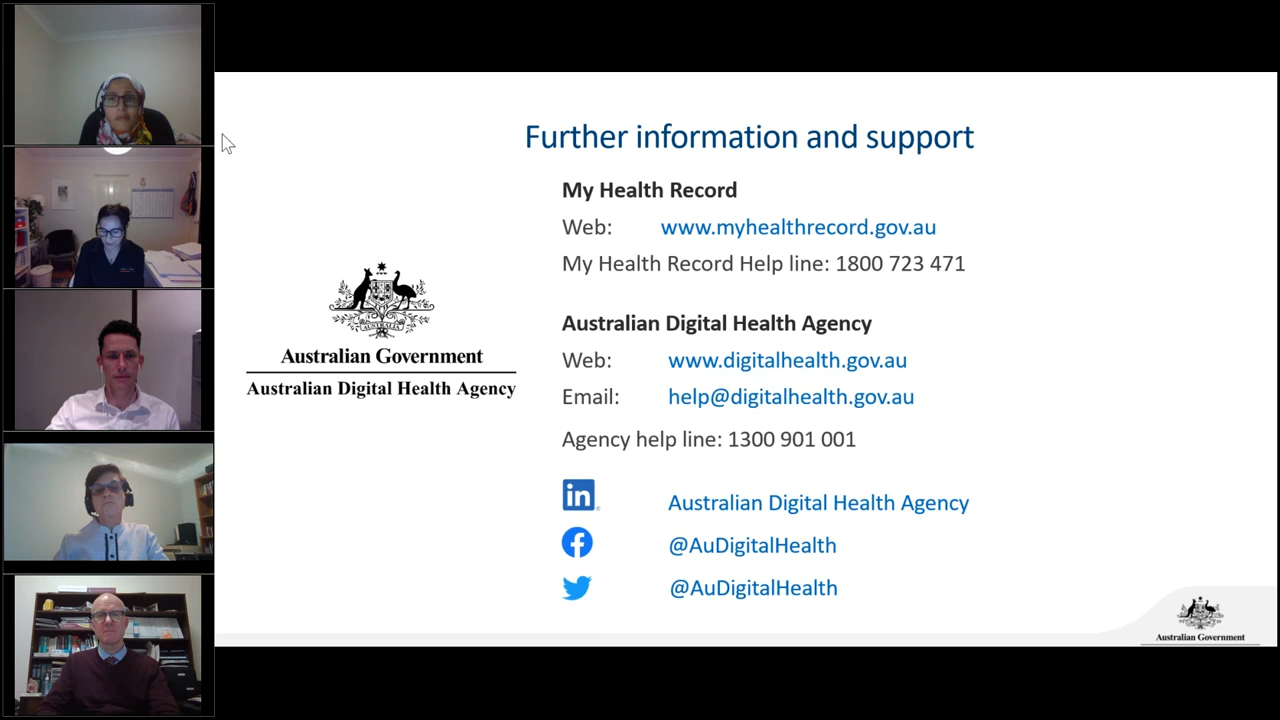 Further information and support
My Health Record
Web: www.myhealthrecord.gov.au
My Health Record Help line: 1800 723 471
Australian Government
Australian Digital Health Agency
Australian Digital Health Agency
Web: www.digitalhealth.gov.au
Email: help@digitalhealth.gov.au
Agency help line: 1300 901 001
in
Australian Digital Health Agency
@AuDigitalHealth
@AuDigitalHealth
Australian Government